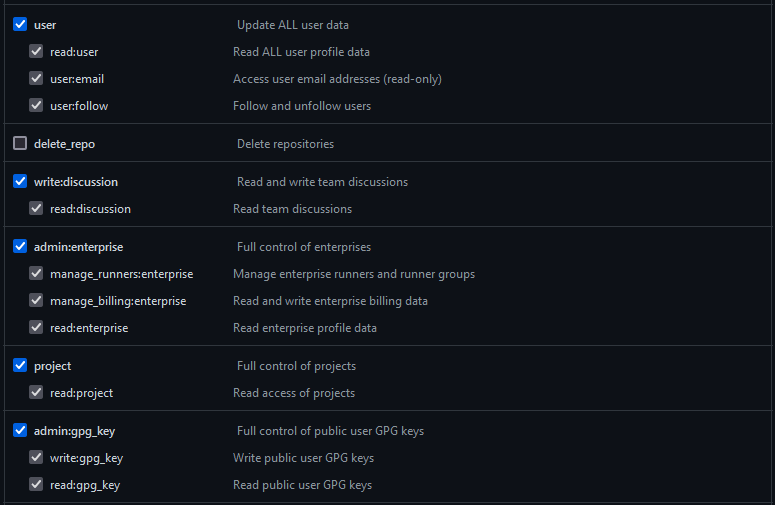 user Update ALL user data
read:user Read ALL user profile data
user:email Access user email addresses (read-only)
user:follow Follow and unfollow users
delete_repo Delete repositories
write:discussion Read and write team discussions
read:discussion Read team discussions
admin:enterprise Full control of enterprises
manage_runners:enterprise Manage enterprise runners and runner groups
manage_billing:enterprise Read and write enterprise billing data
read:enterprise Read enterprise profile data
project Full control of projects
read:project Read access of projects
admin:gpg_key Full control of public user GPG keys
write:gpg_key Write public user GPG keys
read:gpg_key Read public user GPG keys